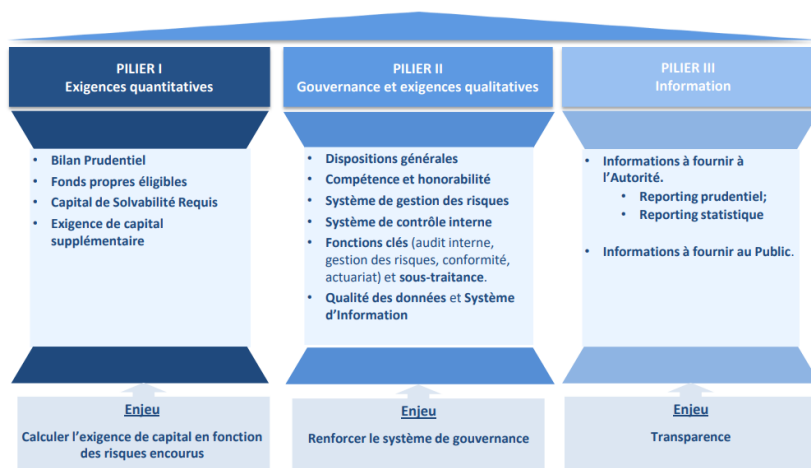 PILIER I
Exigences quantitatives
PILIER II
Gouvernance et exigences qualitatives
PILIER III
Information
• Bilan Prudentiel
• Fonds propres éligibles
• Capital de Solvabilité Requis
• Exigence de capital
supplémentaire
• Dispositions générales
• Compétence et honorabilité
• Système de gestion des risques
• Système de contrôle interne
• Fonctions clés (audit interne,
gestion des risques, conformité,
actuariat) et sous-traitance.
• Qualité des données et Système
d’Information
• Informations à fournir à
l’Autorité.
• Reporting prudentiel;
• Reporting statistique
• Informations à fournir au Public.
Enjeu
Calculer l’exigence de capital en fonction
des risques encourus
Enjeu
Renforcer le système de gouvernance
Enjeu
Transparence